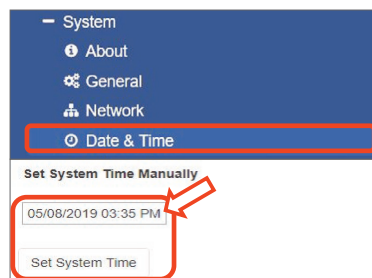 System
About
General
Network
Date & Time
Set System Time Manually
05/08/2019 03:35 PM
Set System Time